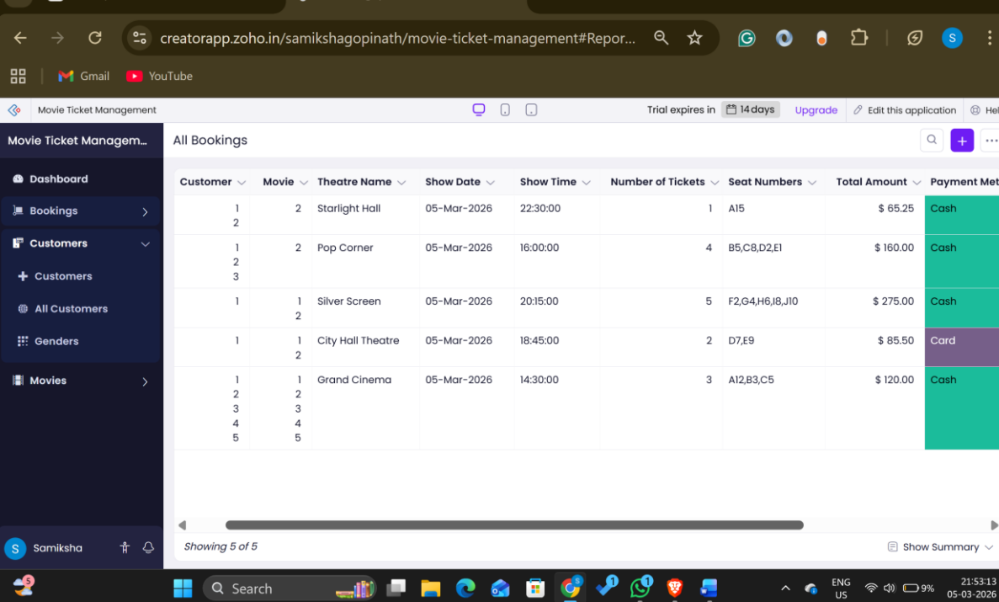 creatorapp.zoho.in/samikshagopinath/movie-ticket-management#Repor...
S
Gmail
YouTube
Movie Ticket Management
Trial expires in
14 days
Upgrade
Edit this application
Hel
Movie Ticket Managem...
All Bookings
Dashboard
Bookings
Customers
Customers
All Customers
Genders
Movies
Customer Movie Theatre Name Show Date Show Time Number of Tickets Seat Numbers Total Amount Payment Met
1 2 Starlight Hall 05-Mar-2026 22:30:00 1 A15 $ 65.25 Cash
2
1 2 Pop Corner 05-Mar-2026 16:00:00 4 B5,C8,D2,E1 $ 160.00 Cash
2
3
1 1 Silver Screen 05-Mar-2026 20:15:00 5 F2,G4,H6,I8,J10 $ 275.00 Cash
2
1 1 City Hall Theatre 05-Mar-2026 18:45:00 2 D7,E9 $ 85.50 Card
2
1 1 Grand Cinema 05-Mar-2026 14:30:00 3 A12,B3,C5 $ 120.00 Cash
2 2
3 3
4 4
5 5
S Samiksha
Showing 5 of 5
Show Summary
5
Search
S
1
1
ENG
US
9%
21:53:13
05-03-2026